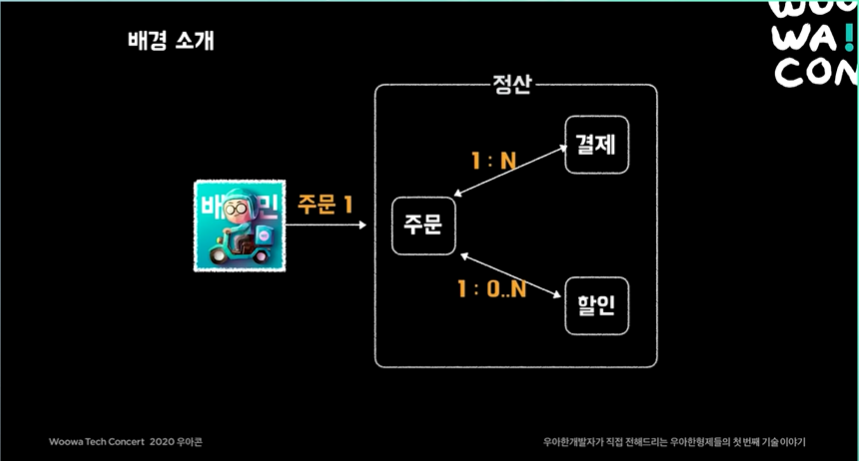 배경 소개
WOO
WA!
CON
정산
결제
1 : N
배민
주문 1
주문
1 : 0..N
할인
Woowa Tech Concert 2020 우아콘
우아한개발자가 직접 전해드리는 우아한형제들의 첫 번째 기술 이야기